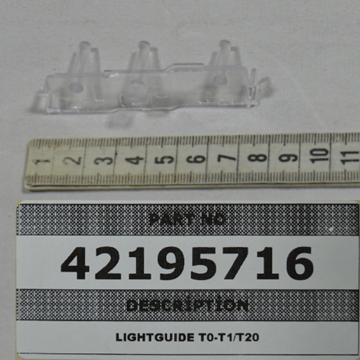 1 2 3 4 5 6 7 8 9 10 11
PART NO
42195716
DESCRIPTION
LIGHTGUIDE T0-T1/T20